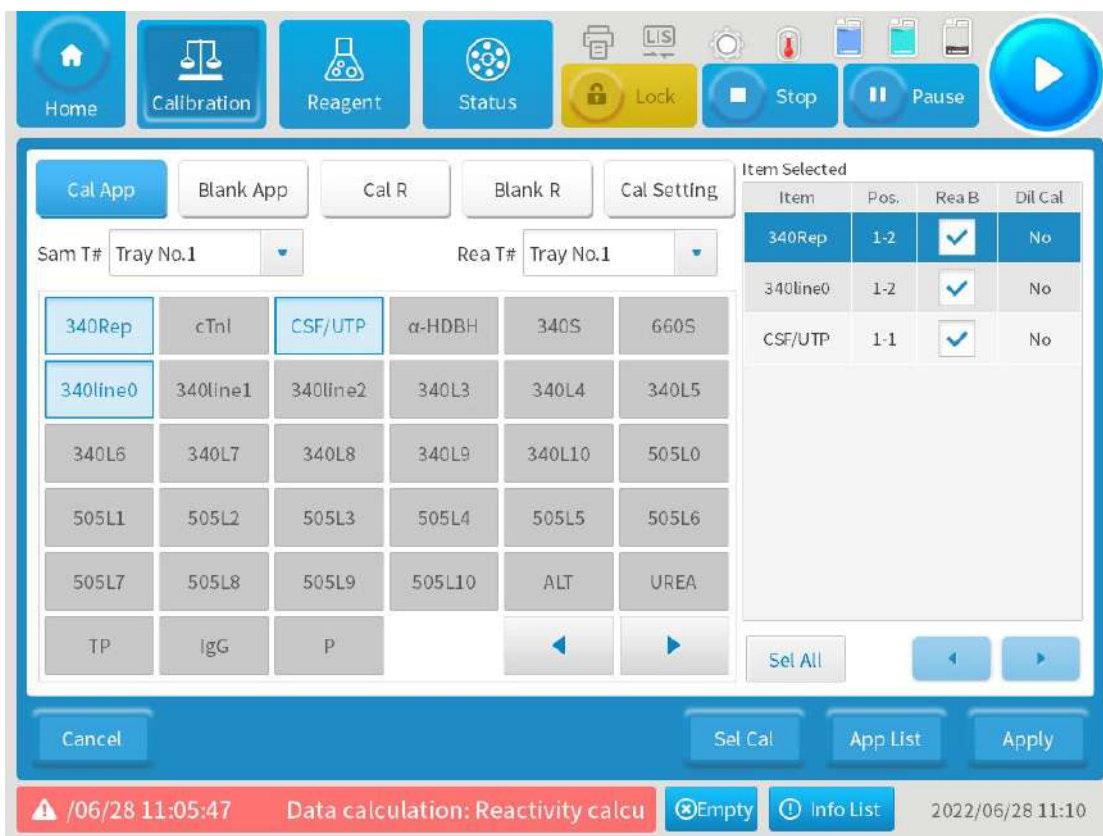 LIS
Home
Calibration
Reagent
Status
Lock
Stop
Pause
Cal App
Blank App
Cal R
Blank R
Cal Setting
Sam T# Tray No.1
Rea T# Tray No.1
340Rep cTnI CSF/UTP α-HDBH 340S 660S
340line0 340line1 340line2 340L3 340L4 340L5
340L6 340L7 340L8 340L9 340L10 505L0
505L1 505L2 505L3 505L4 505L5 505L6
505L7 505L8 505L9 505L10 ALT UREA
TP IgG P
Item Selected
Item Pos. Rea B Dil Cal
340Rep 1-2 No
340line0 1-2 No
CSF/UTP 1-1 No
Sel All
Cancel
Sel Cal
App List
Apply
/06/28 11:05:47 Data calculation: Reactivity calcu
Empty
Info List
2022/06/28 11:10